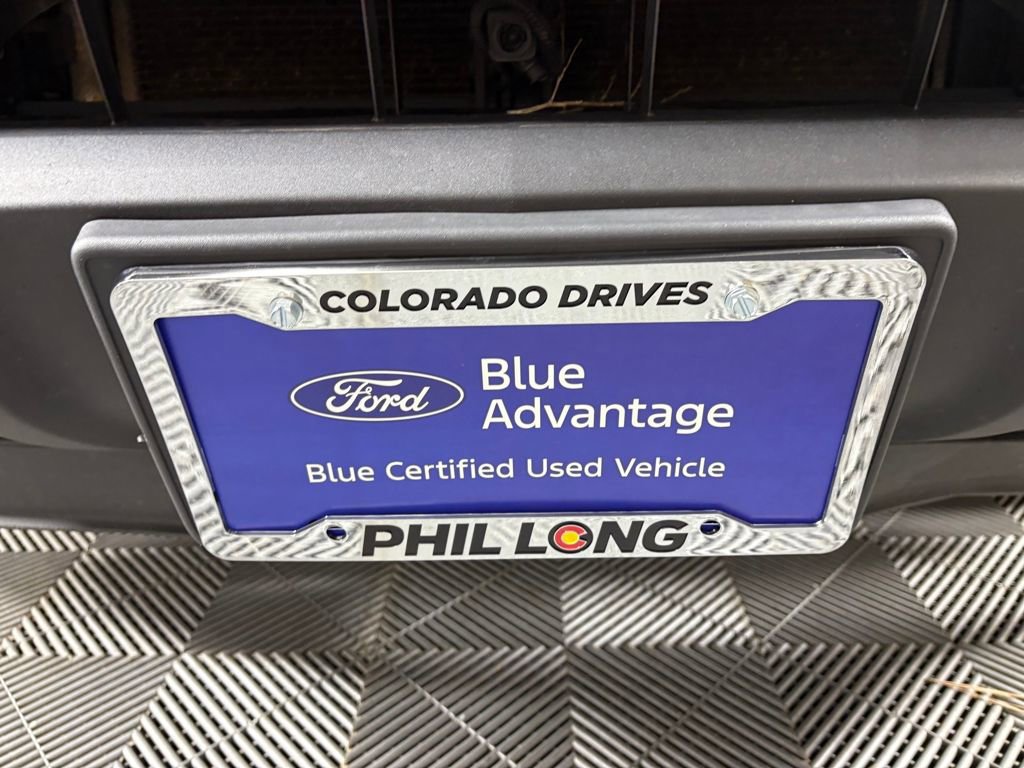 COLORADO DRIVES
Ford
Blue
Advantage
Blue Certified Used Vehicle
PHIL LONG